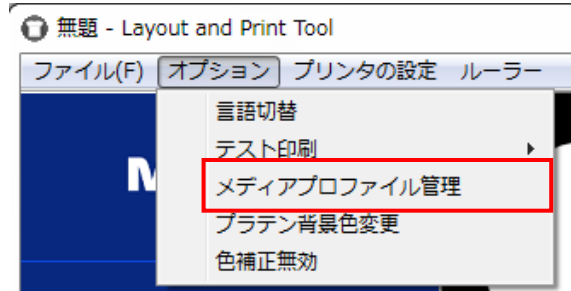 無題 - Layout and Print Tool
ファイル(F) オプション プリンタの設定 ルーラー
言語切替
テスト印刷
メディアプロファイル管理
プラテン背景色変更
色補正無効
M